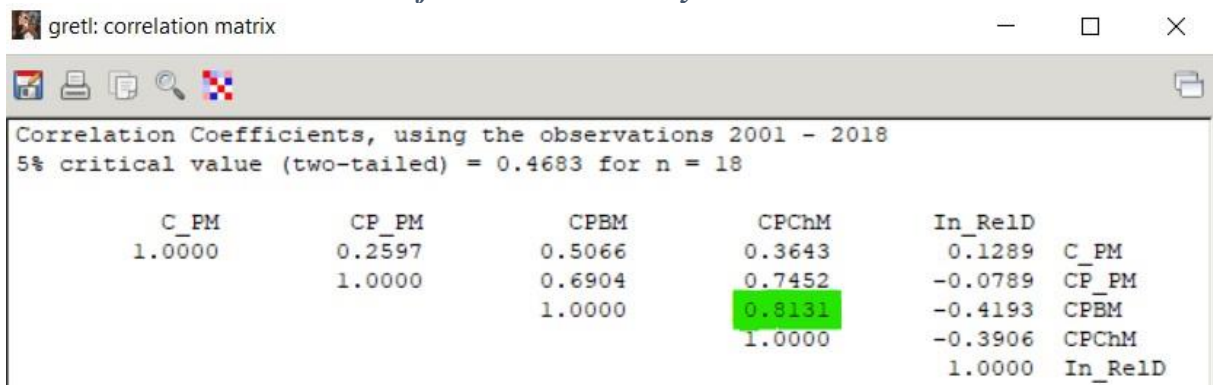 gretl: correlation matrix
Correlation Coefficients, using the observations 2001 - 2018
5% critical value (two-tailed) = 0.4683 for n = 18
C_PM CP_PM CPBM CPChM In_RelD
1.0000 0.2597 0.5066 0.3643 0.1289 C_PM
1.0000 0.6904 0.7452 -0.0789 CP_PM
1.0000 0.8131 -0.4193 CPBM
1.0000 -0.3906 CPChM
1.0000 In_RelD